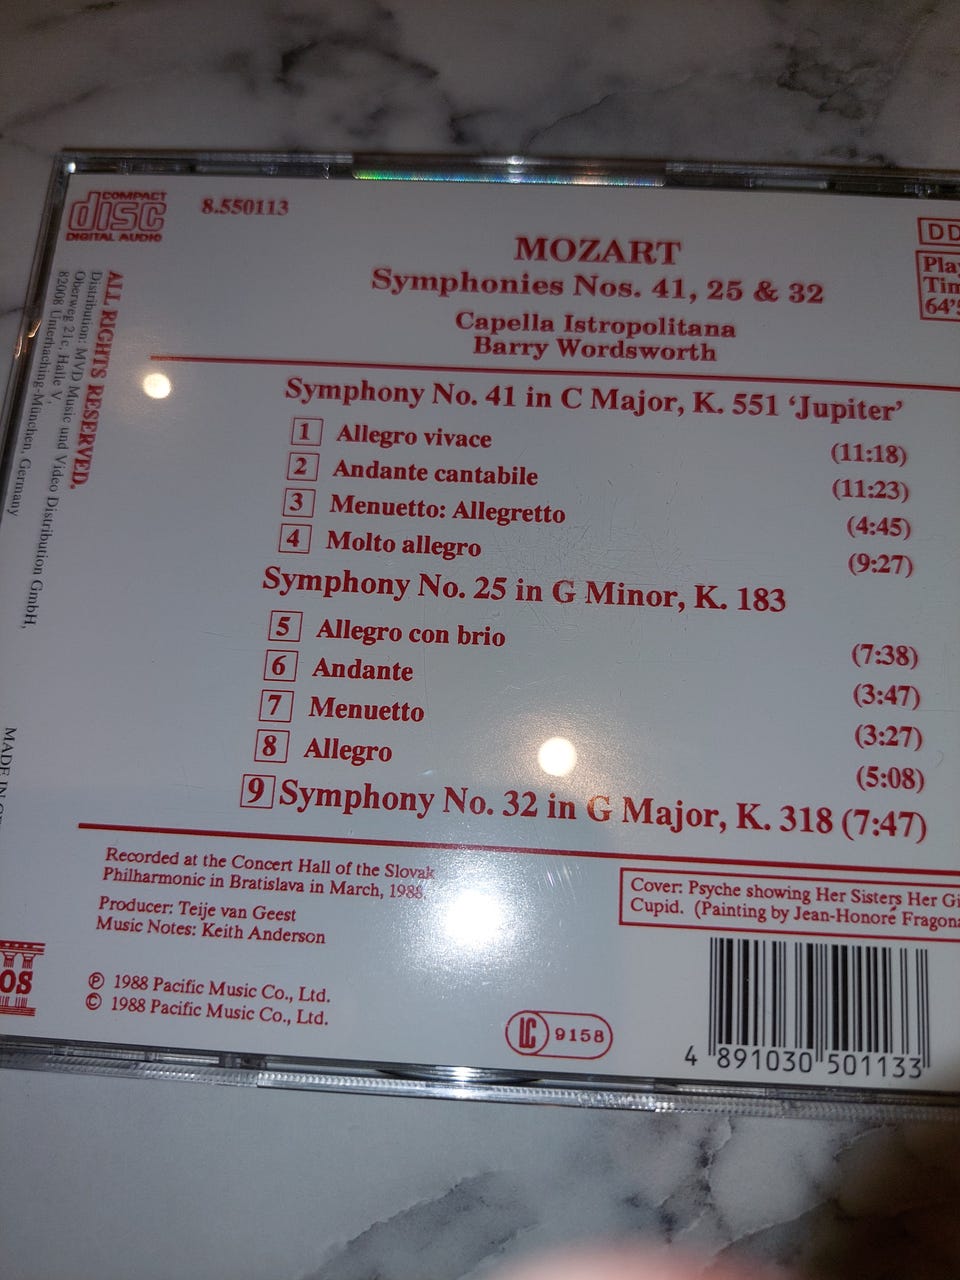 COMPACT
disc
DIGITAL AUDIO
8.550113
DDD
MOZART
Symphonies Nos. 41, 25 & 32
Capella Istropolitana
Barry Wordsworth
Symphony No. 41 in C Major, K. 551 ‘Jupiter’
1 Allegro vivace (11:18)
2 Andante cantabile (11:23)
3 Menuetto: Allegretto (4:45)
4 Molto allegro (9:27)
Symphony No. 25 in G Minor, K. 183
5 Allegro con brio (7:38)
6 Andante (3:47)
7 Menuetto (3:27)
8 Allegro (5:08)
9 Symphony No. 32 in G Major, K. 318 (7:47)
Recorded at the Concert Hall of the Slovak
Philharmonic in Bratislava in March, 1988.
Producer: Teije van Geest
Music Notes: Keith Anderson
℗ 1988 Pacific Music Co., Ltd.
© 1988 Pacific Music Co., Ltd.
Cover: Psyche showing Her Sisters Her
Cupid. (Painting by Jean-Honoré
LC 9158
4 891030 501133
ALL RIGHTS RESERVED.
Distribution: MVD Music und Video Distribution GmbH,
Oberweg 21c, Halle V,
82008 Unterhaching-München, Germany
MADE IN